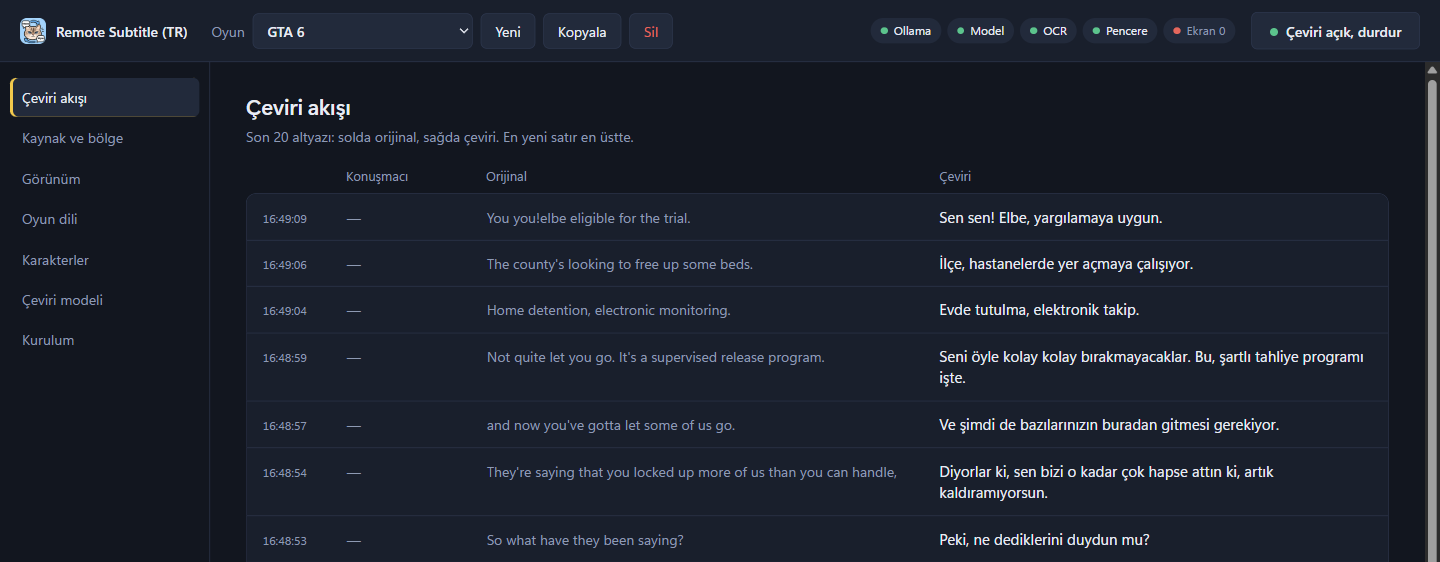 Remote Subtitle (TR) Oyun GTA 6 Yeni Kopyala Sil Ollama Model OCR Pencere Ekran 0 Çeviri açık, durdur
Çeviri akışı
Kaynak ve bölge
Görünüm
Oyun dili
Karakterler
Çeviri modeli
Kurulum
Çeviri akışı
Son 20 altyazı: solda orijinal, sağda çeviri. En yeni satır en üstte.
Konuşmacı Orijinal Çeviri
16:49:09 — You you!elbe eligible for the trial. Sen sen! Elbe, yargılamaya uygun.
16:49:06 — The county's looking to free up some beds. İlçe, hastanelerde yer açmaya çalışıyor.
16:49:04 — Home detention, electronic monitoring. Evde tutulma, elektronik takip.
16:48:59 — Not quite let you go. It's a supervised release program. Seni öyle kolay kolay bırakmayacaklar. Bu, şartlı tahliye programı
işte.
16:48:57 — and now you've gotta let some of us go. Ve şimdi de bazılarınızın buradan gitmesi gerekiyor.
16:48:54 — They're saying that you locked up more of us than you can handle, Diyorlar ki, sen bizi o kadar çok hapse attın ki, artık
kaldıramıyorsun.
16:48:53 — So what have they been saying? Peki, ne dediklerini duydun mu?